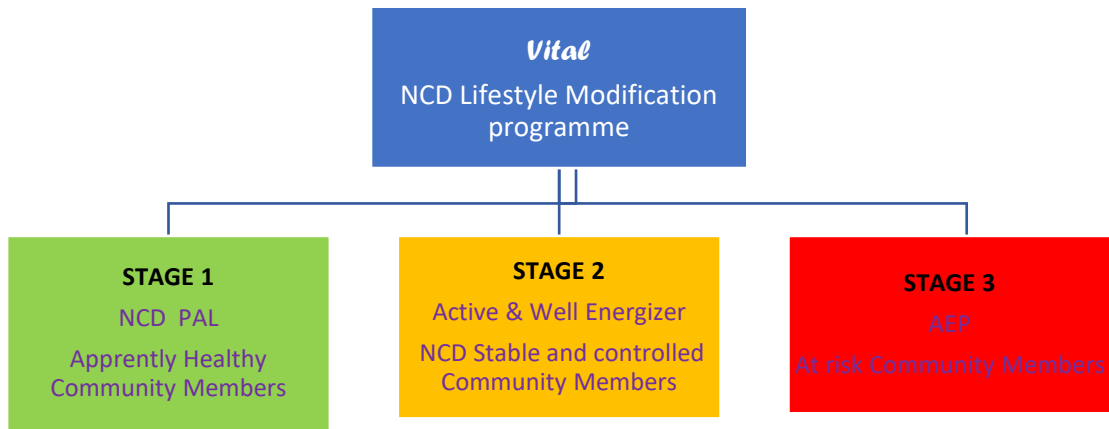 Vital
NCD Lifestyle Modification
programme
STAGE 1
NCD PAL
Apprently Healthy
Community Members
STAGE 2
Active & Well Energizer
NCD Stable and controlled
Community Members
STAGE 3
AEP
At risk Community Members